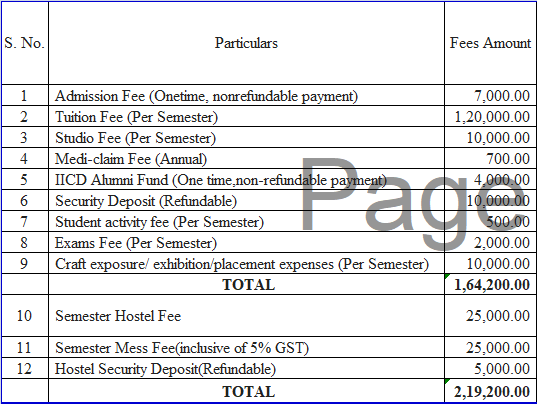 S. No. Particulars Fees Amount
1 Admission Fee (Onetime, nonrefundable payment) 7,000.00
2 Tuition Fee (Per Semester) 1,20,000.00
3 Studio Fee (Per Semester) 10,000.00
4 Medi-claim Fee (Annual) 700.00
5 IICD Alumni Fund (One time,non-refundable payment) 4,000.00
6 Security Deposit (Refundable) 10,000.00
7 Student activity fee (Per Semester) 500.00
8 Exams Fee (Per Semester) 2,000.00
9 Craft exposure/ exhibition/placement expenses (Per Semester) 10,000.00
TOTAL 1,64,200.00
10 Semester Hostel Fee 25,000.00
11 Semester Mess Fee(inclusive of 5% GST) 25,000.00
12 Hostel Security Deposit(Refundable) 5,000.00
TOTAL 2,19,200.00
Page